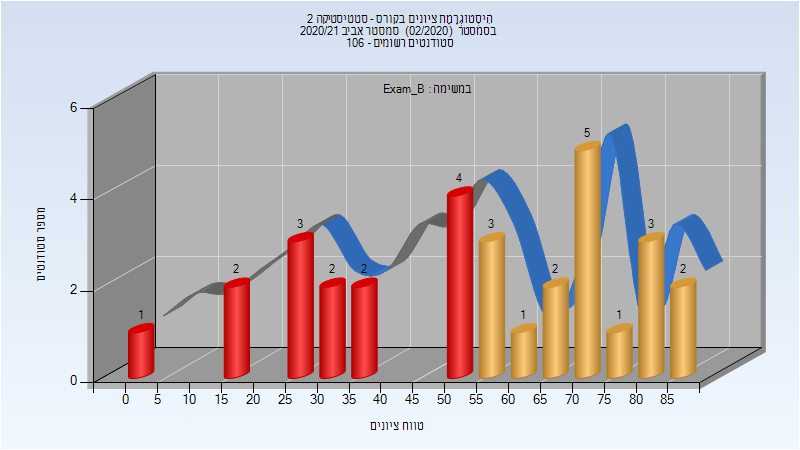 היסטוגרמת ציונים בקורס - סטטיסטיקה 2
בסמסטר (02/2020) סמסטר אביב 2020/21
סטודנטים רשומים - 106
במשימה : Exam_B
מספר סטודנטים
6
4
2
0
1
2
3
2
2
4
3
1
2
5
1
3
2
0 5 10 15 20 25 30 35 40 45 50 55 60 65 70 75 80 85
טווח ציונים